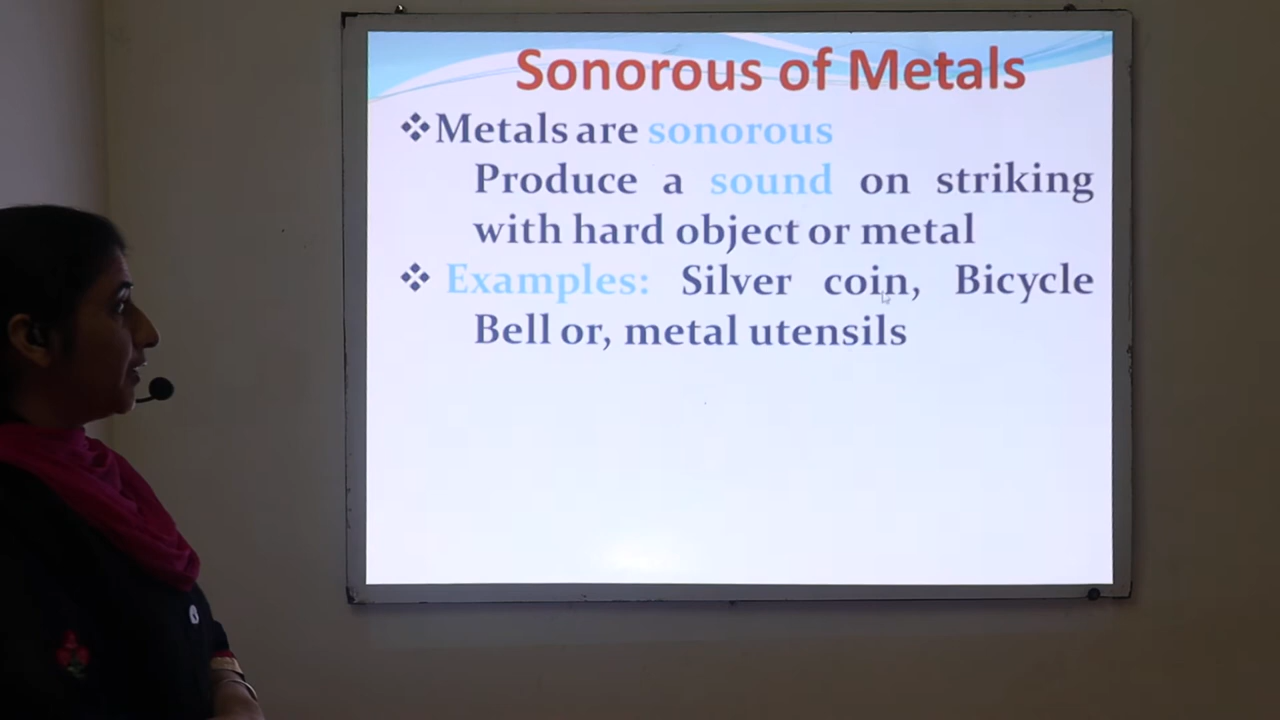 Sonorous of Metals
❖Metals are sonorous
Produce a sound on striking
with hard object or metal
❖ Examples: Silver coin, Bicycle
Bell or, metal utensils